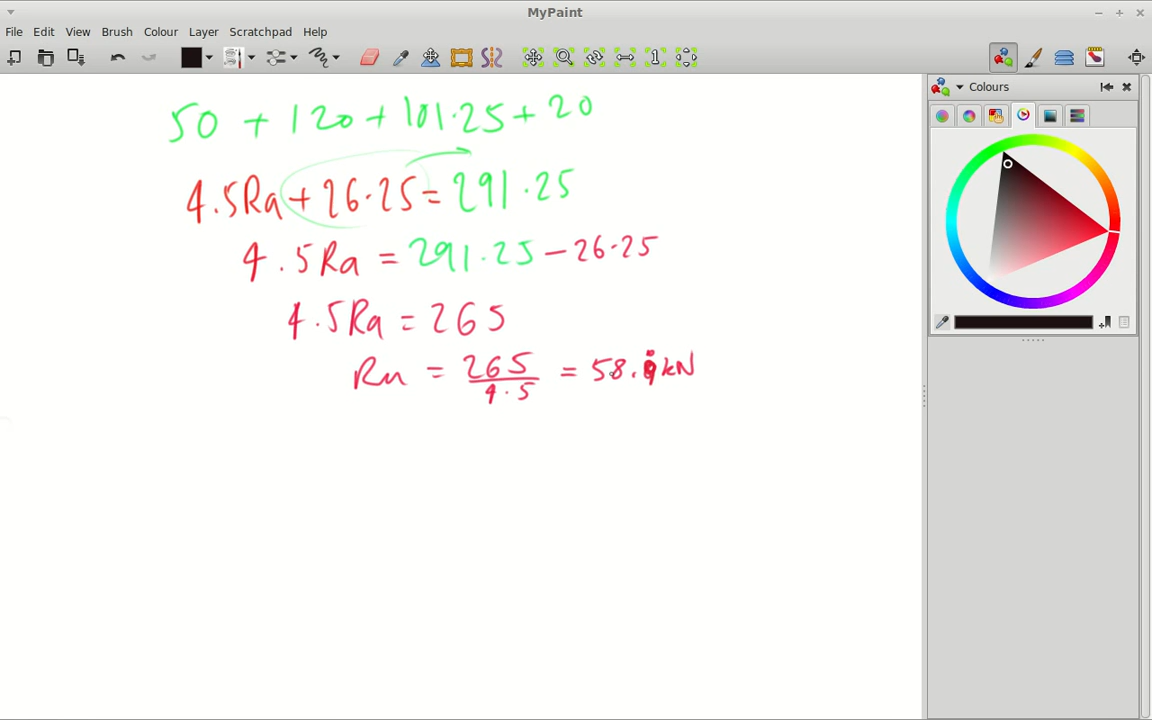 MyPaint
File Edit View Brush Colour Layer Scratchpad Help
Colours
50 + 120 + 101.25 + 20
4.5Ra + 26.25 = 291.25
4.5Ra = 291.25 - 26.25
4.5Ra = 265
Ra = 265/4.5 = 58. kN